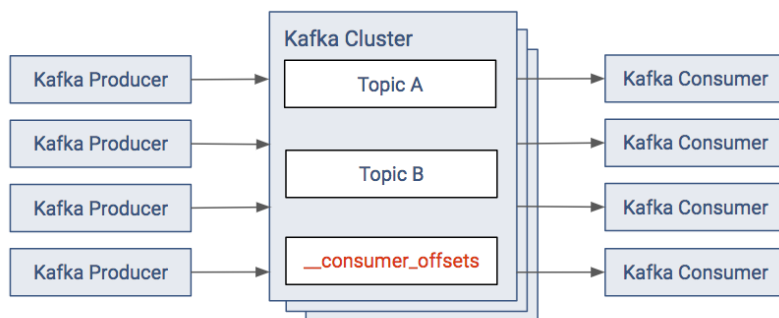 Kafka Cluster
Kafka Producer
Topic A
Kafka Consumer
Kafka Producer
Kafka Consumer
Topic B
Kafka Producer
Kafka Consumer
Kafka Producer
__consumer_offsets
Kafka Consumer